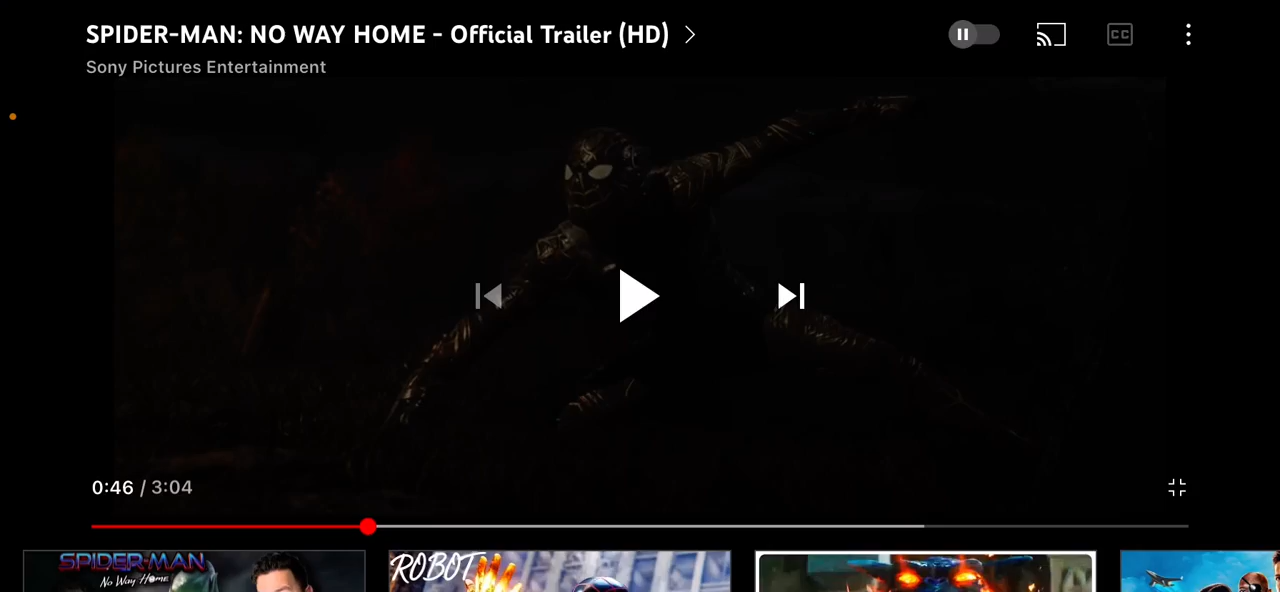 SPIDER-MAN: NO WAY HOME - Official Trailer (HD)
Sony Pictures Entertainment
CC
0:46 / 3:04
SPIDER-MAN
No Way Home
ROBOT